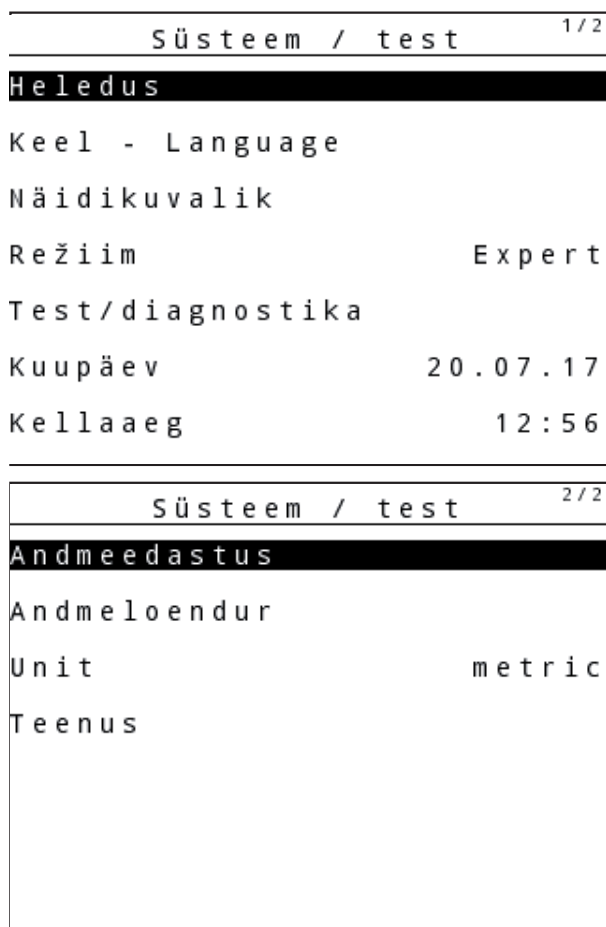 Süsteem / test 1/2
Heledus
Keel - Language
Näidikuvalik
Režiim Expert
Test/diagnostika
Kuupäev 20.07.17
Kellaaeg 12:56
Süsteem / test 2/2
Andmeedastus
Andmeloendur
Unit metric
Teenus